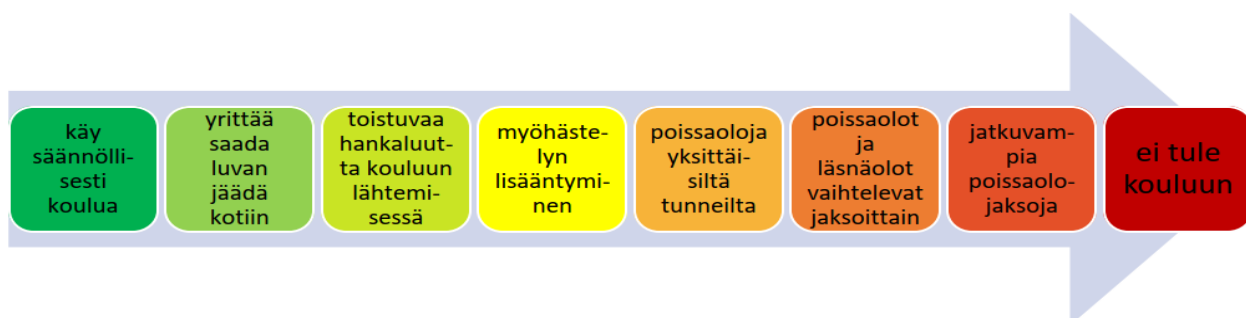 käy
säännölli-
sesti
koulua
yrittää
saada
luvan
jäädä
kotiin
toistuvaa
hankaluut-
ta kouluun
lähtemi-
sessä
myöhäste-
lyn
lisääntymi-
nen
poissaoloja
yksittäi-
siltä
tunneilta
poissaolot
ja
läsnäolot
vaihtelevat
jaksoittain
jatkuvam-
pia
poissaolo-
jaksoja
ei tule
kouluun